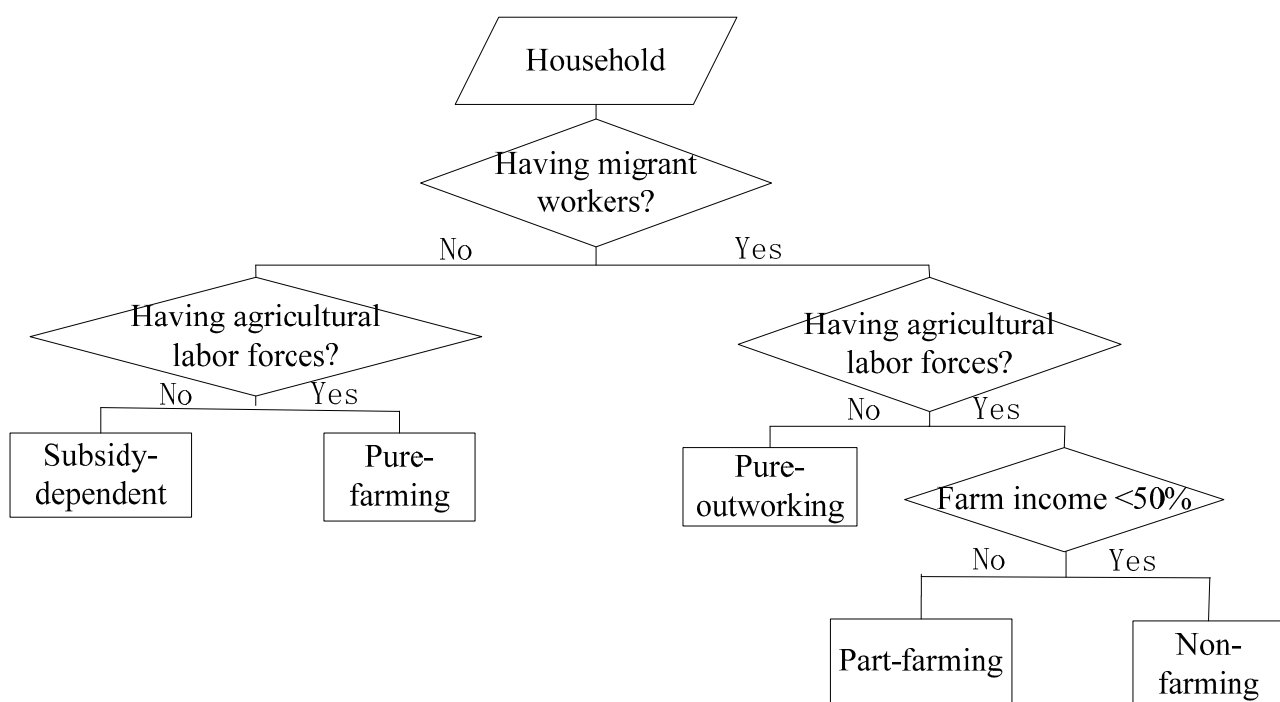 Household
Having migrant
workers?
No
Yes
Having agricultural
labor forces?
Having agricultural
labor forces?
No
Yes
No
Yes
Subsidy-
dependent
Pure-
farming
Pure-
outworking
Farm income <50%
No
Yes
Part-farming
Non-
farming